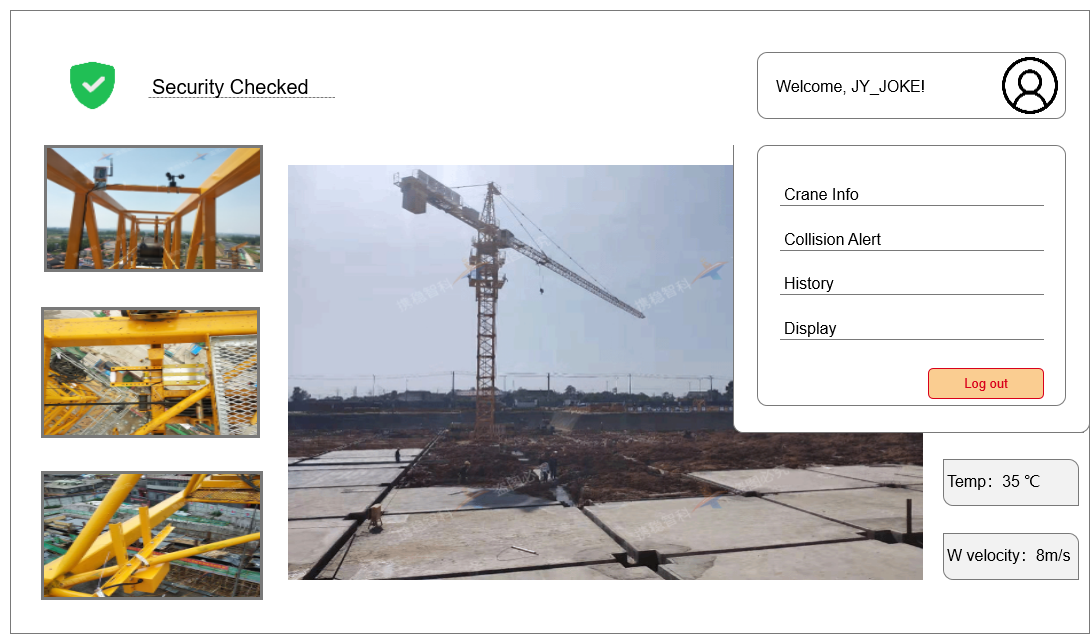 Security Checked
Welcome, JY_JOKE!
Crane Info
Collision Alert
History
Display
Log out
Temp：35 ℃
W velocity：8m/s